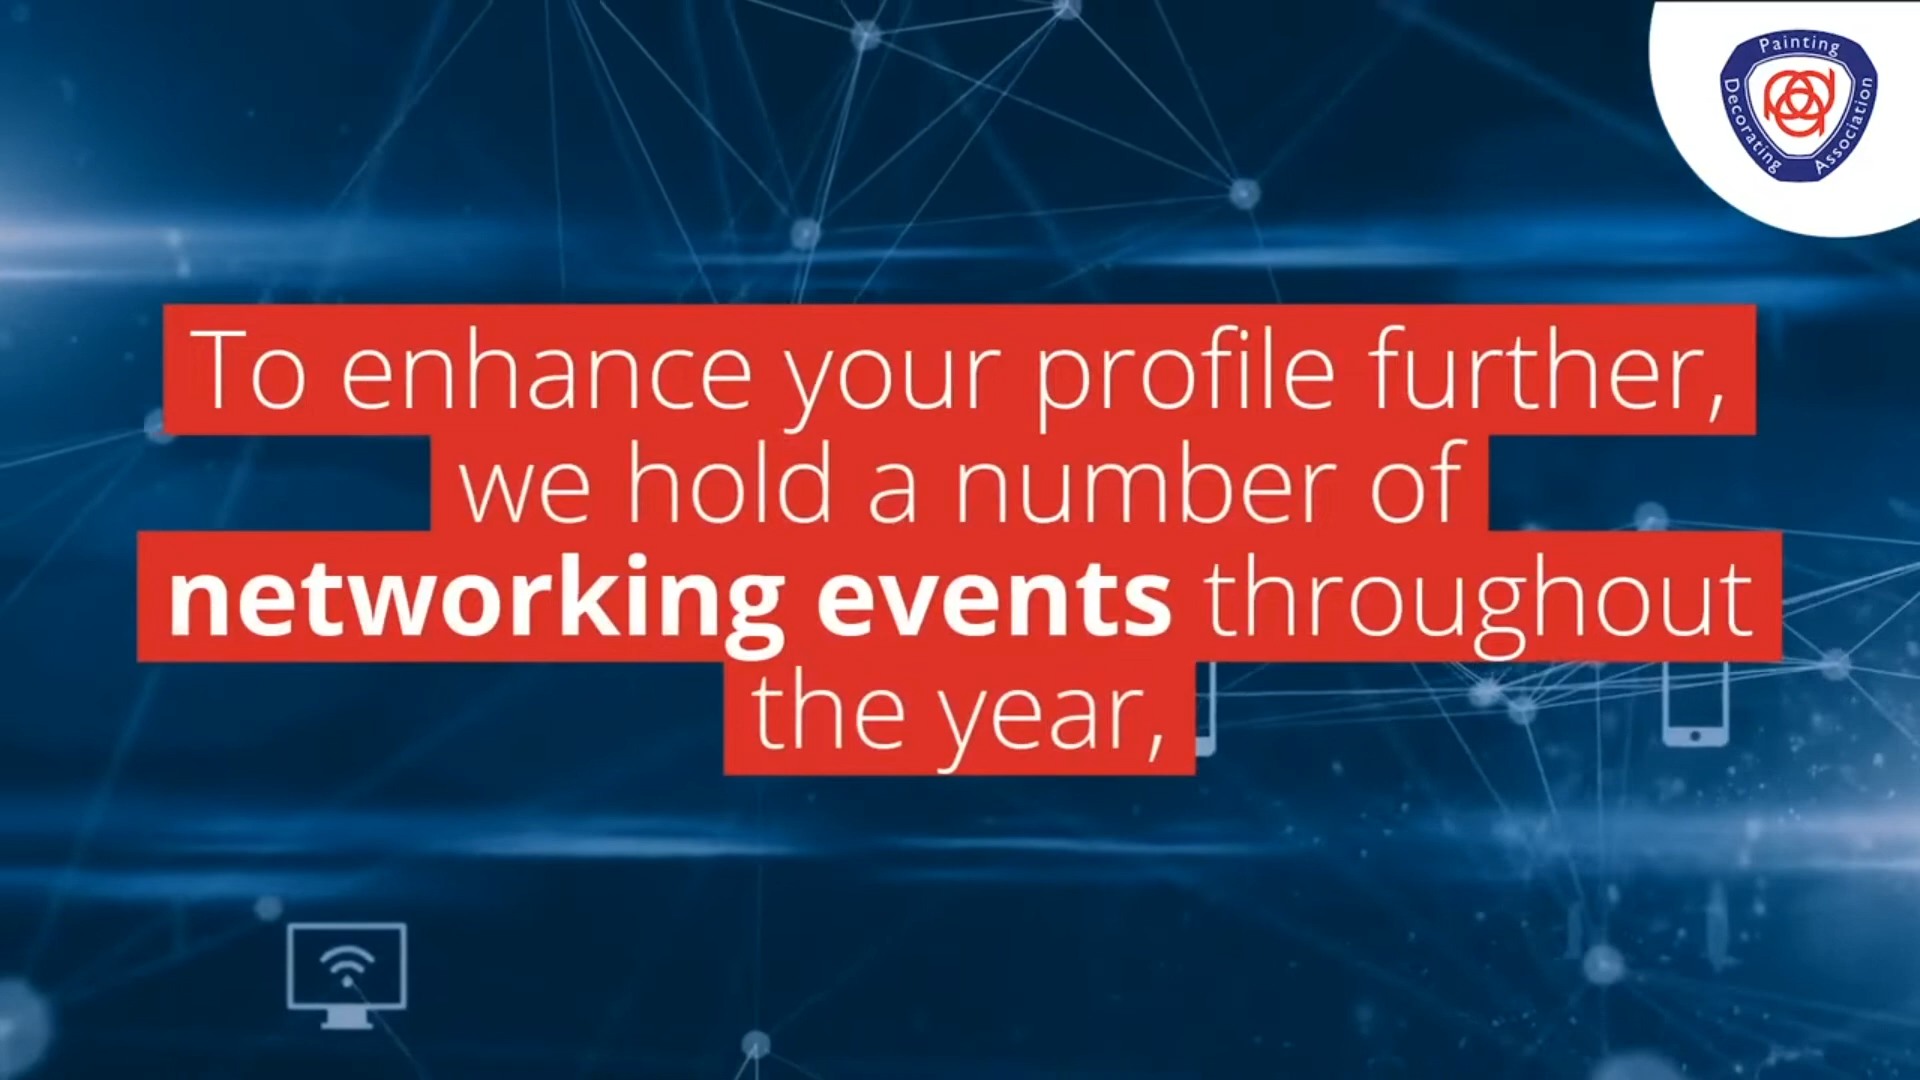 Painting
Decorating
Association
To enhance your profile further,
we hold a number of
networking events throughout
the year,